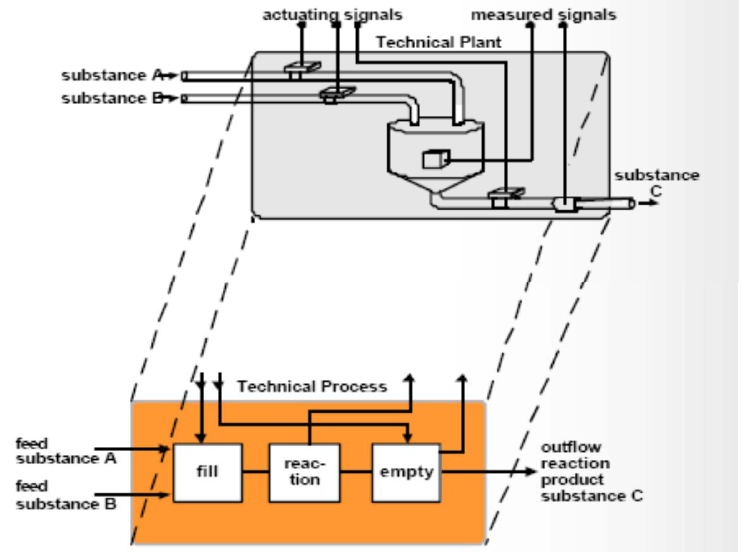 actuating signals
measured signals
Technical Plant
substance A
substance B
substance
C
Technical Process
feed
substance A
feed
substance B
fill
reac-
tion
empty
outflow
reaction
product
substance C